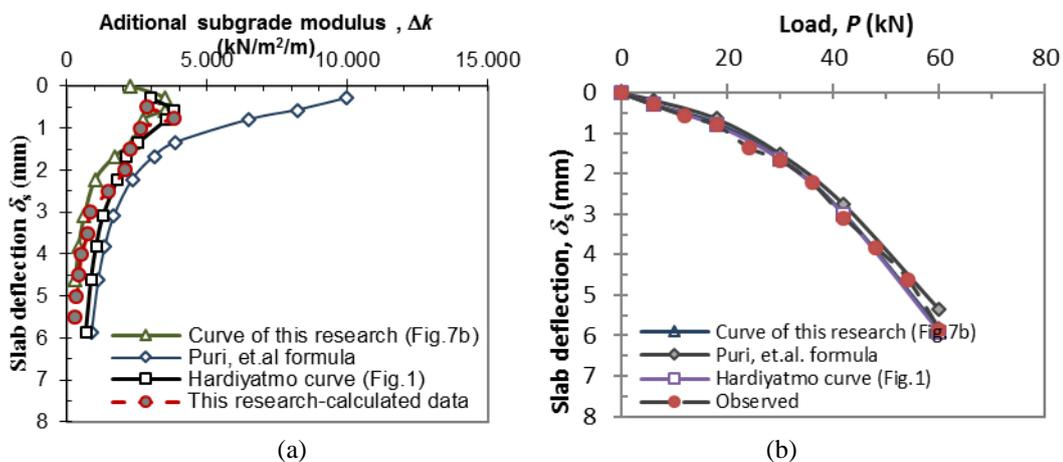 Aditional subgrade modulus , Δk
(kN/m²/m)
0 5.000 10.000 15.000
0
1
2
3
4
5
6
7
8
Slab deflection δs (mm)
Curve of this research (Fig.7b)
Puri, et.al formula
Hardiyatmo curve (Fig.1)
This research-calculated data
(a)
Load, P (kN)
0 20 40 60 80
0
1
2
3
4
5
6
7
8
Slab deflection, δs (mm)
Curve of this research (Fig.7b)
Puri, et.al. formula
Hardiyatmo curve (Fig.1)
Observed
(b)